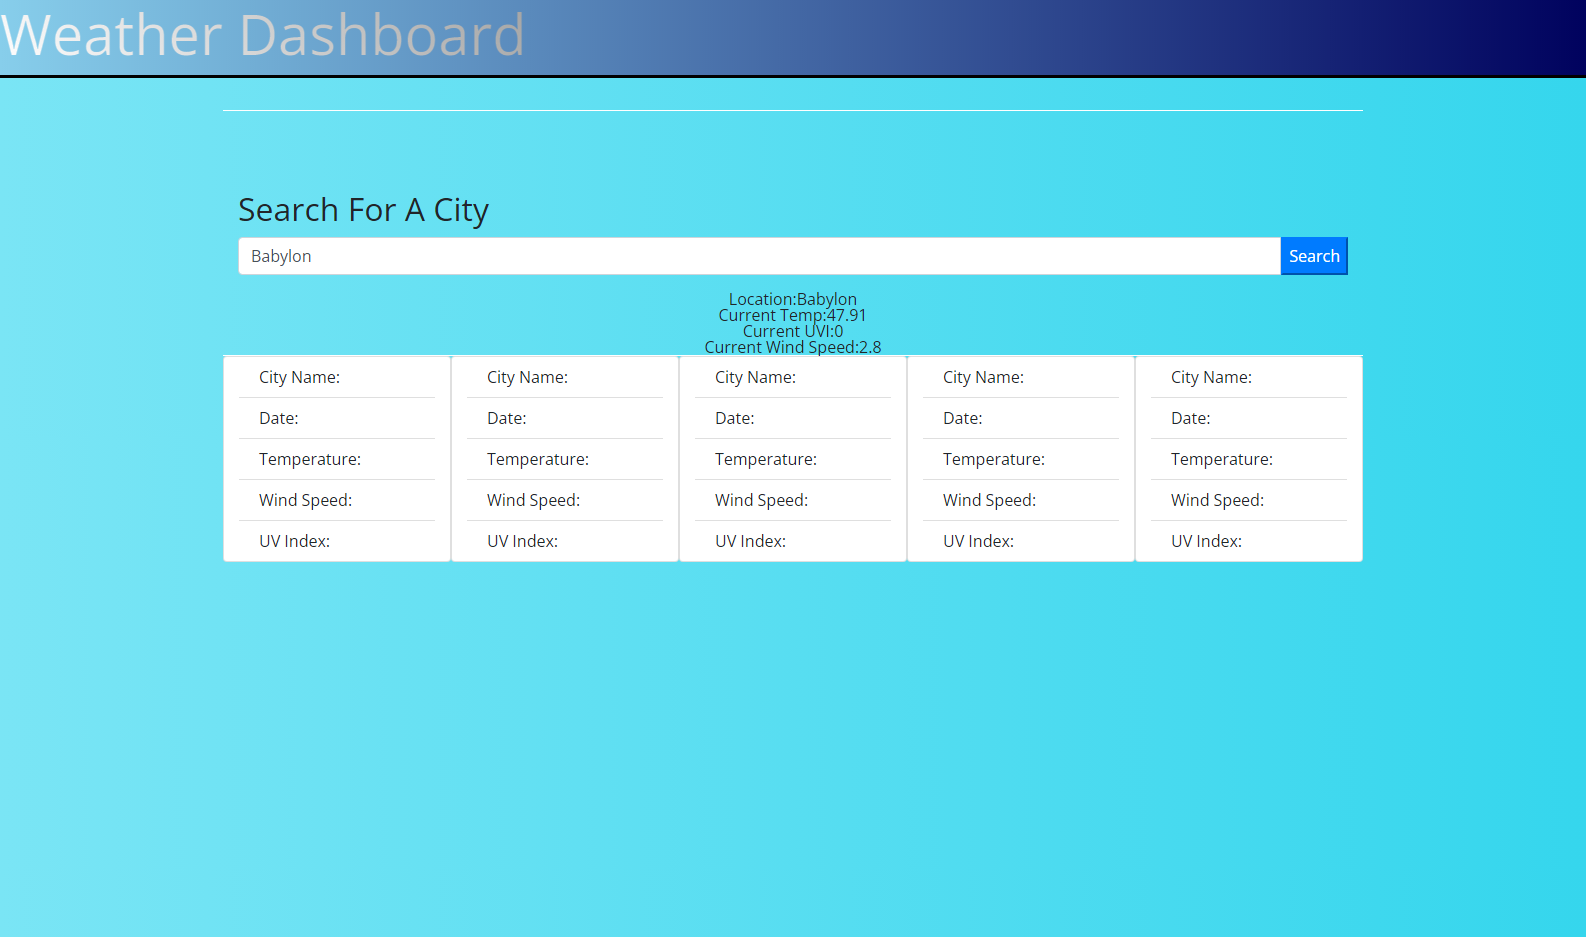 Weather Dashboard
Search For A City
Babylon
Search
Location:Babylon
Current Temp:47.91
Current UVI:0
Current Wind Speed:2.8
City Name:
Date:
Temperature:
Wind Speed:
UV Index:
City Name:
Date:
Temperature:
Wind Speed:
UV Index:
City Name:
Date:
Temperature:
Wind Speed:
UV Index:
City Name:
Date:
Temperature:
Wind Speed:
UV Index:
City Name:
Date:
Temperature:
Wind Speed:
UV Index: